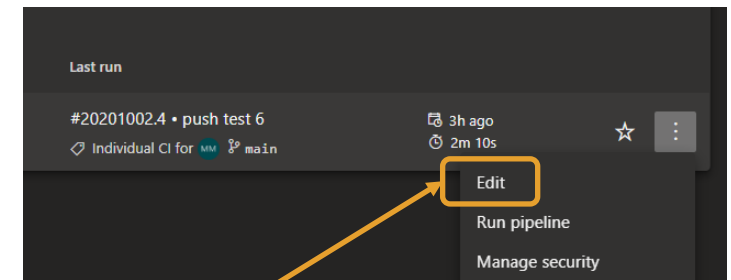 Last run
#20201002.4 • push test 6
3h ago
Individual CI for MM main
2m 10s
Edit
Run pipeline
Manage security